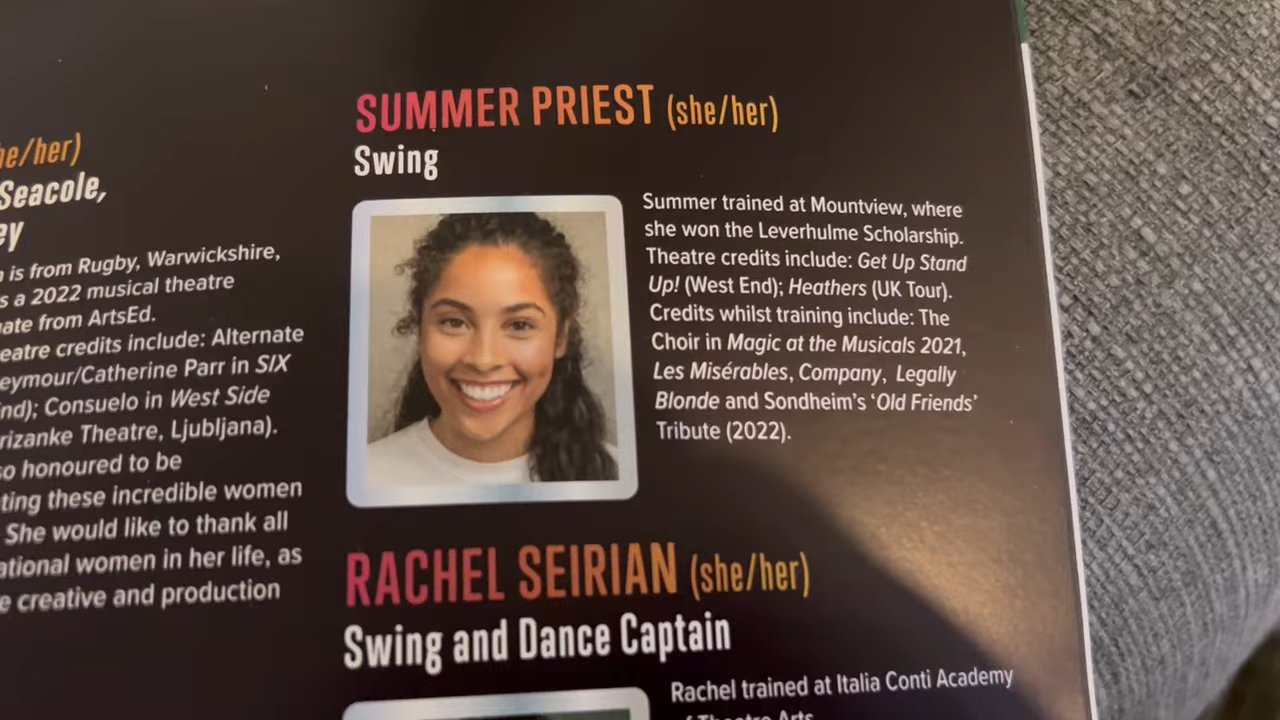 he/her)
Seacole,
ey
is from Rugby, Warwickshire,
s a 2022 musical theatre
ate from ArtsEd.
eatre credits include: Alternate
eymour/Catherine Parr in SIX
nd); Consuelo in West Side
rizanke Theatre, Ljubljana).
so honoured to be
ting these incredible women
She would like to thank all
ational women in her life, as
e creative and production
SUMMER PRIEST (she/her)
Swing
Summer trained at Mountview, where
she won the Leverhulme Scholarship.
Theatre credits include: Get Up Stand
Up! (West End); Heathers (UK Tour).
Credits whilst training include: The
Choir in Magic at the Musicals 2021,
Les Misérables, Company, Legally
Blonde and Sondheim's 'Old Friends'
Tribute (2022).
RACHEL SEIRIAN (she/her)
Swing and Dance Captain
Rachel trained at Italia Conti Academy
of Theatre Arts